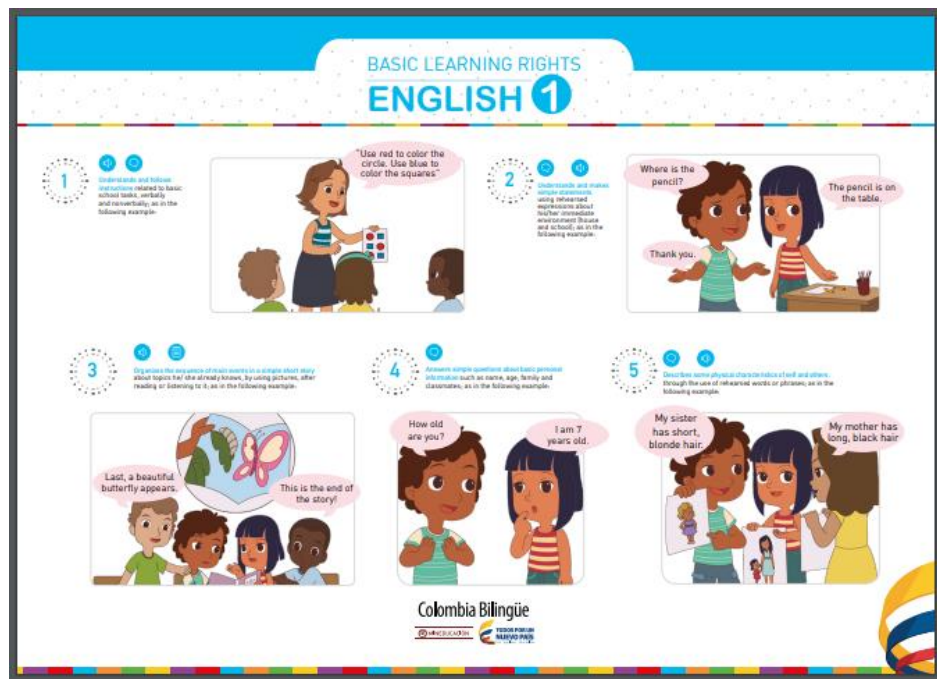 BASIC LEARNING RIGHTS
ENGLISH 1
1
Understands and follows
instructions related to basic
school tasks, verbally
and nonverbally; as in the
following example:
"Use red to color the
circle. Use blue to
color the squares"
2
Understands and makes
simple statements
using rehearsed
expressions about
his/her immediate
environment (house
and school); as in the
following example:
Where is the
pencil?
The pencil is on
the table.
Thank you.
3
Organizes the sequence of main events in a simple short story
about topics he/ she already knows, by using pictures, after
reading or listening to it; as in the following example:
Last, a beautiful
butterfly appears.
This is the end of
the story!
4
Answers simple questions about basic personal
information such as name, age, family and
classmates; as in the following example:
How old
are you?
I am 7
years old.
5
Describes some physical characteristics of self and others,
through the use of rehearsed words or phrases; as in the
following example:
My sister
has short,
blonde hair.
My mother has
long, black hair
Colombia Bilingüe
MINEDUCACIÓN
TODOS POR UN
NUEVO PAÍS